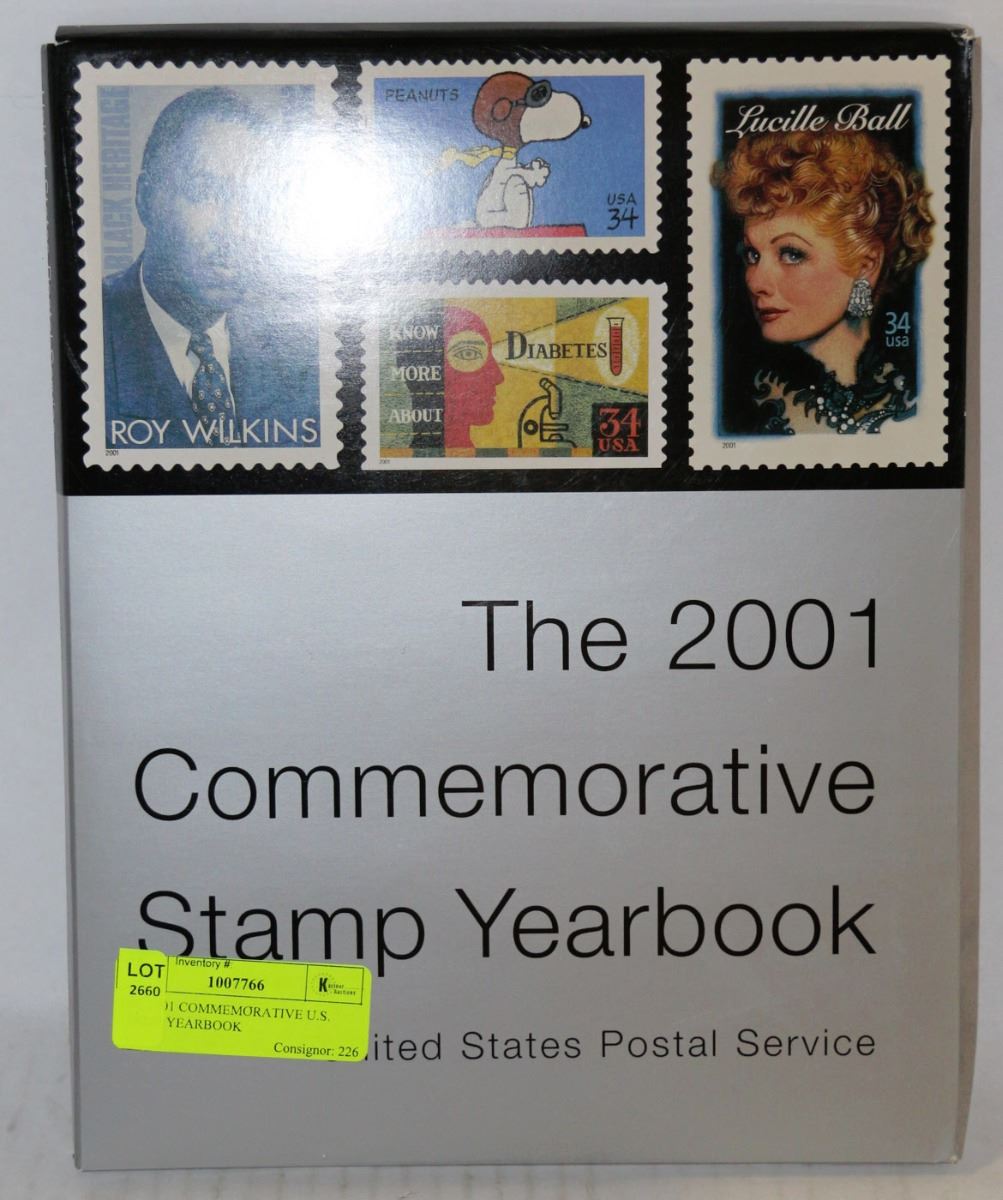 BLACK HERITAGE
ROY WILKINS
2001
PEANUTS
USA
34
KNOW
MORE
ABOUT
DIABETES
34
USA
2001
Lucille Ball
34
usa
2001
The 2001
Commemorative
Stamp Yearbook
United States Postal Service
LOT
2660
Inventory #:
1007766
COMMEMORATIVE U.S.
YEARBOOK
Consignor: 226